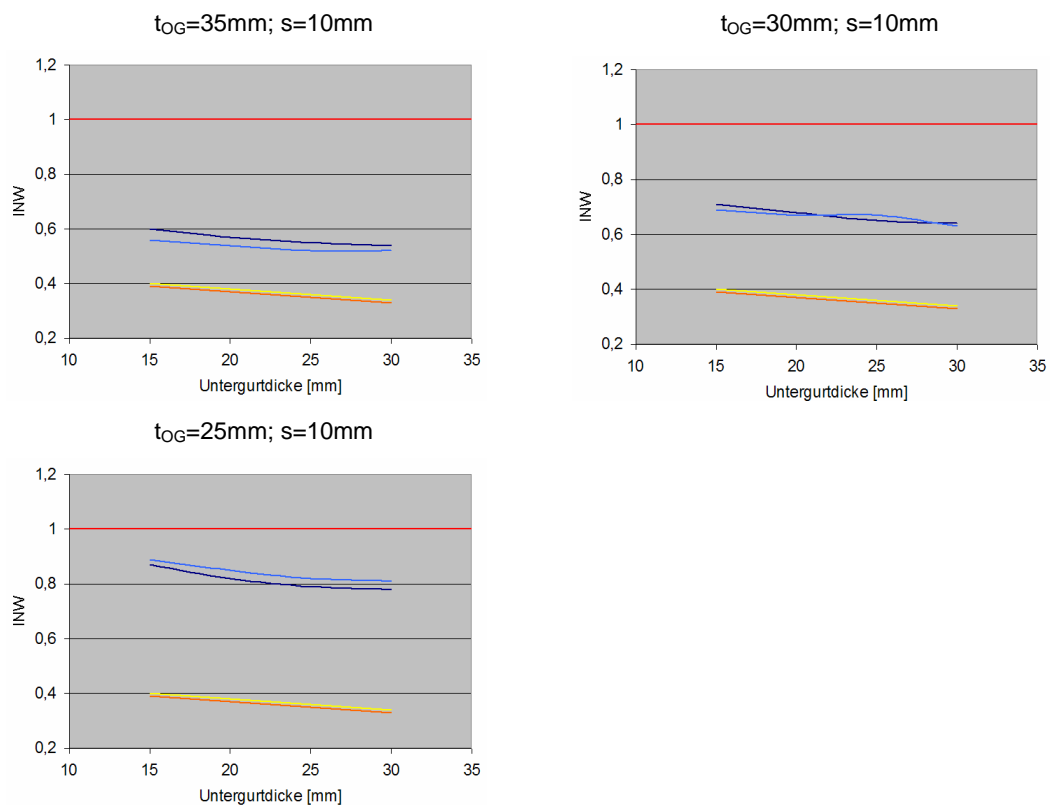 t_OG=35mm; s=10mm
1,2
1
0,8
0,6
0,4
0,2
INW
10 15 20 25 30 35
Untergurtdicke [mm]
t_OG=30mm; s=10mm
1,2
1
0,8
0,6
0,4
0,2
INW
10 15 20 25 30 35
Untergurtdicke [mm]
t_OG=25mm; s=10mm
1,2
1
0,8
0,6
0,4
0,2
INW
10 15 20 25 30 35
Untergurtdicke [mm]